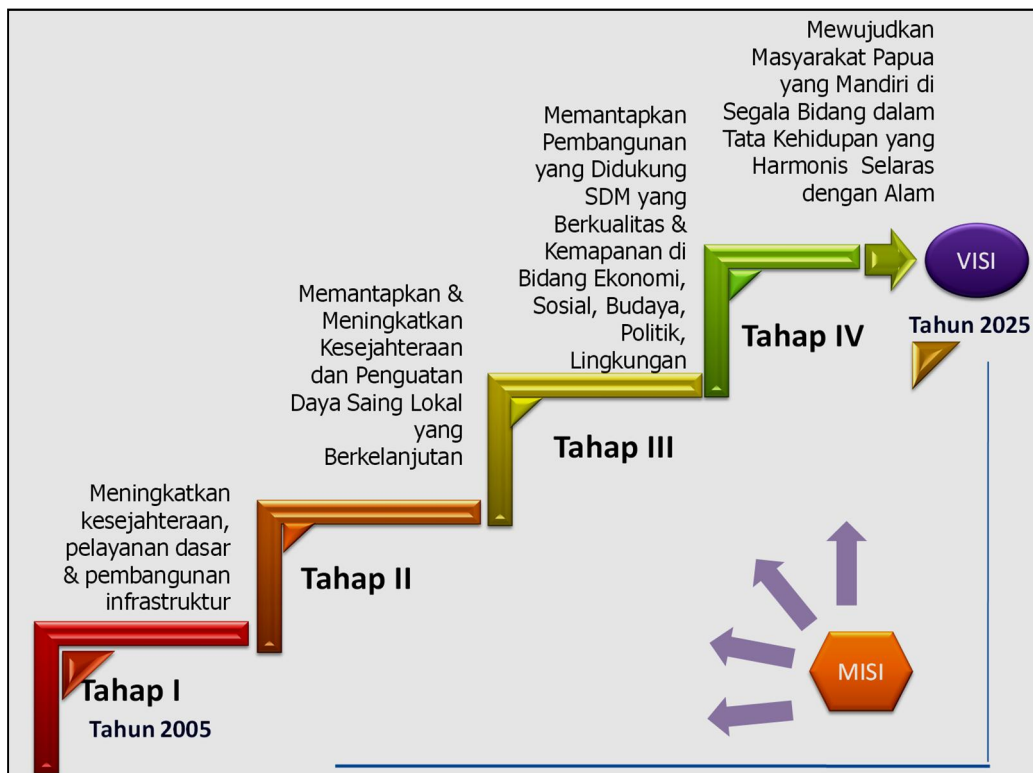 Meningkatkan
kesejahteraan,
pelayanan dasar
& pembangunan
infrastruktur
Tahap I
Tahun 2005
Memantapkan &
Meningkatkan
Kesejahteraan
dan Penguatan
Daya Saing Lokal
yang
Berkelanjutan
Tahap II
Memantapkan
Pembangunan
yang Didukung
SDM yang
Berkualitas &
Kemapanan di
Bidang Ekonomi,
Sosial, Budaya,
Politik,
Lingkungan
Tahap III
Mewujudkan
Masyarakat Papua
yang Mandiri di
Segala Bidang dalam
Tata Kehidupan yang
Harmonis Selaras
dengan Alam
Tahap IV
VISI
Tahun 2025
MISI